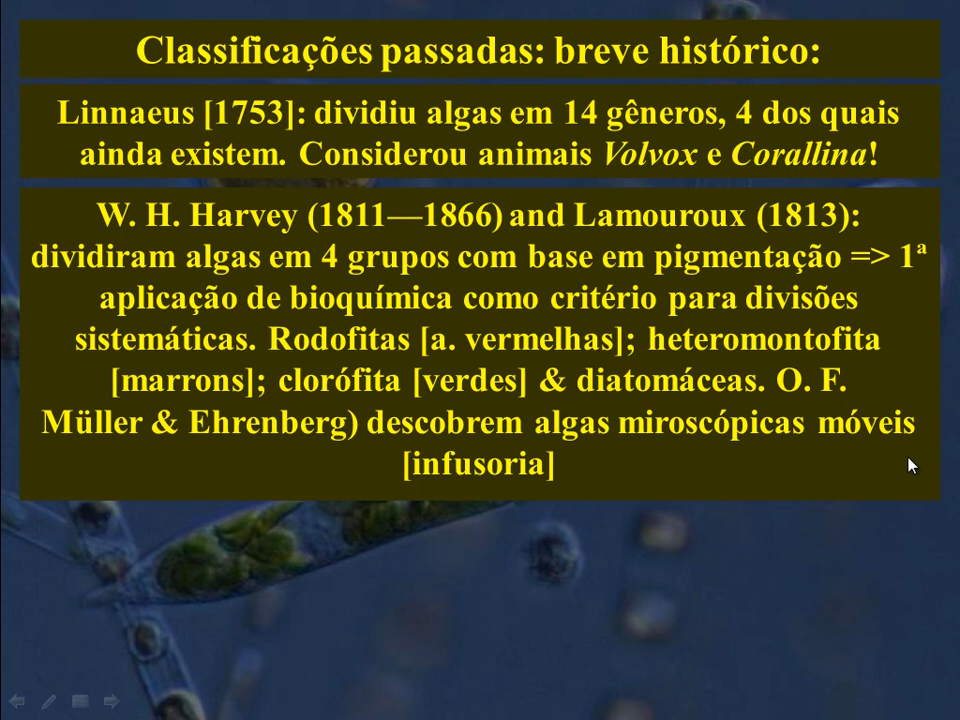 Classificações passadas: breve histórico:
Linnaeus [1753]: dividiu algas em 14 gêneros, 4 dos quais
ainda existem. Considerou animais Volvox e Corallina!
W. H. Harvey (1811—1866) and Lamouroux (1813):
dividiram algas em 4 grupos com base em pigmentação => 1ª
aplicação de bioquímica como critério para divisões
sistemáticas. Rodofitas [a. vermelhas]; heteromontofita
[marrons]; clorófita [verdes] & diatomáceas. O. F.
Müller & Ehrenberg) descobrem algas miroscópicas móveis
[infusoria]